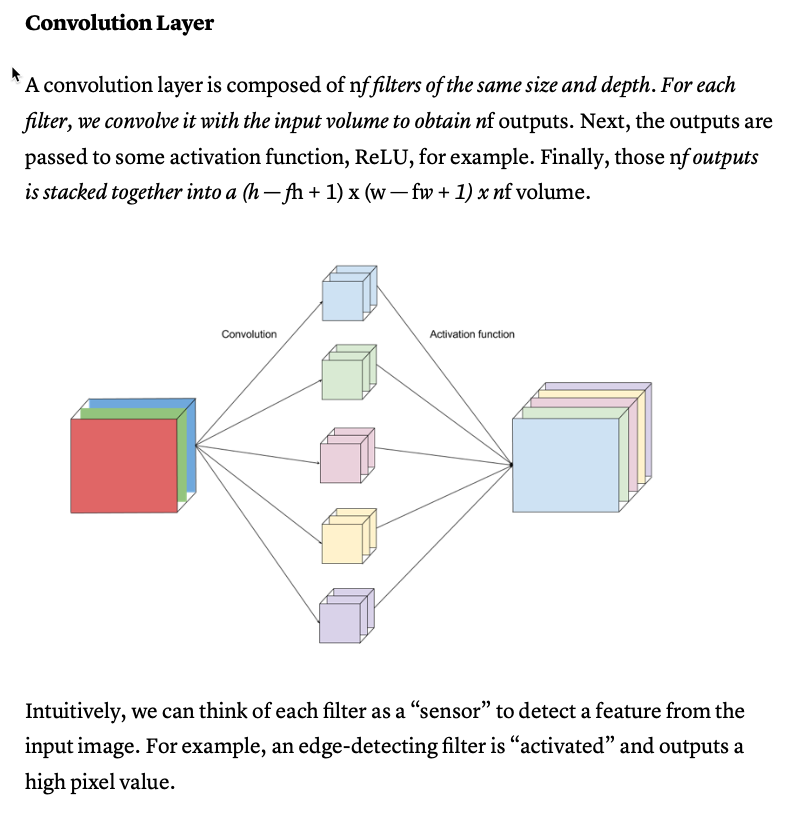 Convolution Layer
A convolution layer is composed of nf filters of the same size and depth. For each
filter, we convolve it with the input volume to obtain nf outputs. Next, the outputs are
passed to some activation function, ReLU, for example. Finally, those nf outputs
is stacked together into a (h — fh + 1) x (w — fw + 1) x nf volume.
Convolution
Activation function
Intuitively, we can think of each filter as a “sensor” to detect a feature from the
input image. For example, an edge-detecting filter is “activated” and outputs a
high pixel value.